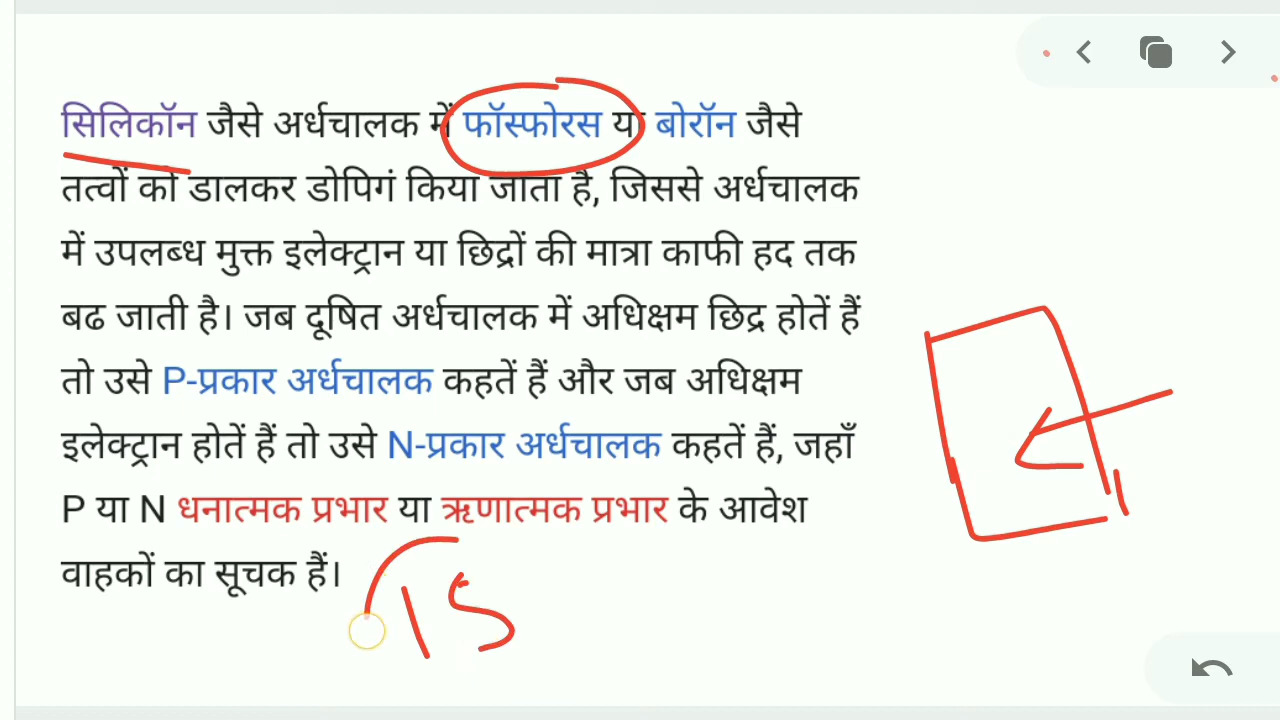 सिलिकॉन जैसे अर्धचालक में फॉस्फोरस या बोरॉन जैसे
तत्वों को डालकर डोपिगं किया जाता है, जिससे अर्धचालक
में उपलब्ध मुक्त इलेक्ट्रान या छिद्रों की मात्रा काफी हद तक
बढ जाती है। जब दूषित अर्धचालक में अधिक्षम छिद्र होतें हैं
तो उसे P-प्रकार अर्धचालक कहतें हैं और जब अधिक्षम
इलेक्ट्रान होतें हैं तो उसे N-प्रकार अर्धचालक कहतें हैं, जहाँ
P या N धनात्मक प्रभार या ऋणात्मक प्रभार के आवेश
वाहकों का सूचक हैं।
15